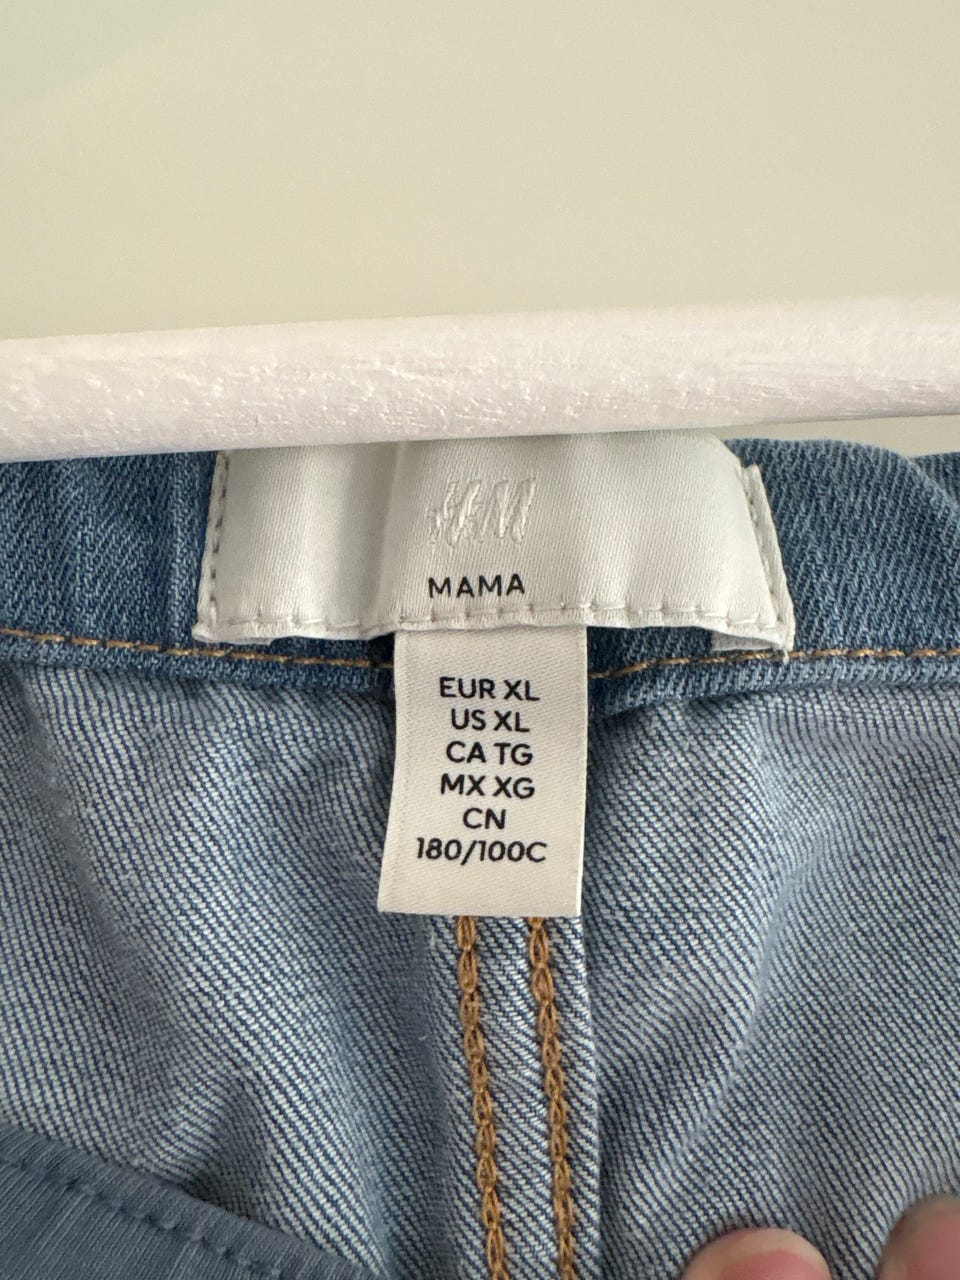 H&M
MAMA
EUR XL
US XL
CA TG
MX XG
CN
180/100C